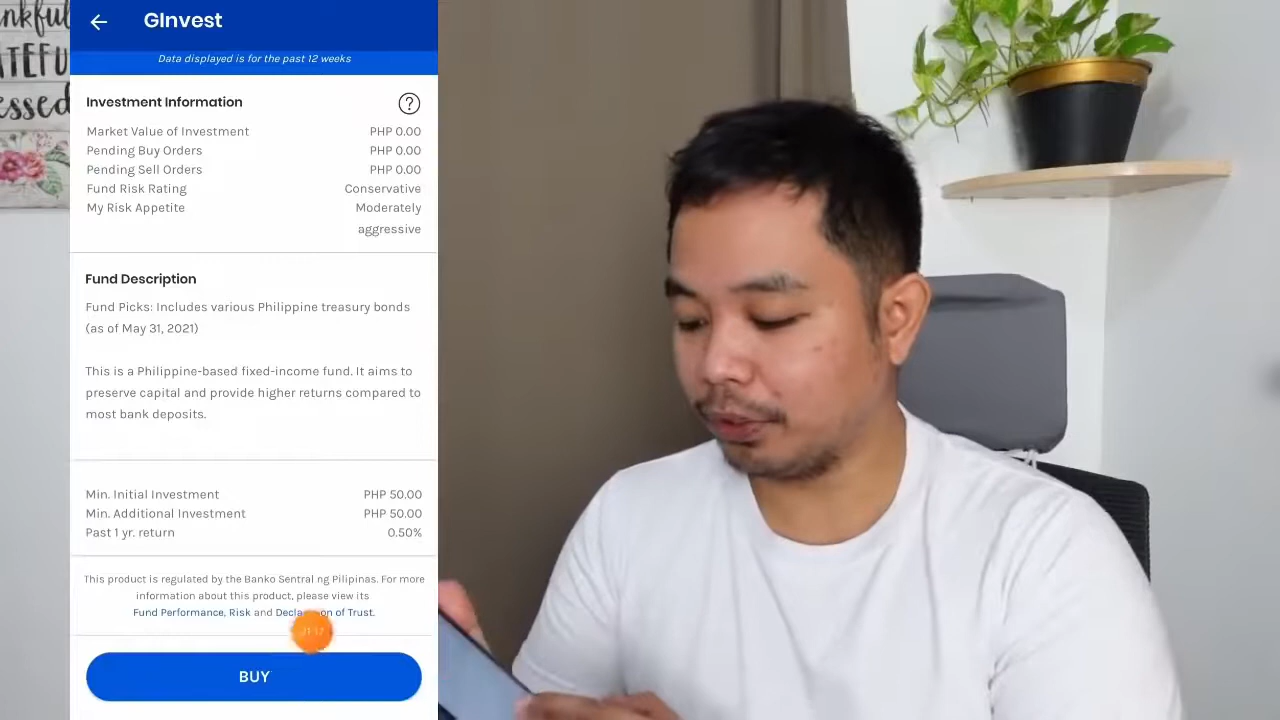 GInvest
Data displayed is for the past 12 weeks
Investment Information
Market Value of Investment PHP 0.00
Pending Buy Orders PHP 0.00
Pending Sell Orders PHP 0.00
Fund Risk Rating Conservative
My Risk Appetite Moderately
aggressive
Fund Description
Fund Picks: Includes various Philippine treasury bonds
(as of May 31, 2021)
This is a Philippine-based fixed-income fund. It aims to
preserve capital and provide higher returns compared to
most bank deposits.
Min. Initial Investment PHP 50.00
Min. Additional Investment PHP 50.00
Past 1 yr. return 0.50%
This product is regulated by the Banko Sentral ng Pilipinas. For more
information about this product, please view its
Fund Performance, Risk and Declaration of Trust.
BUY